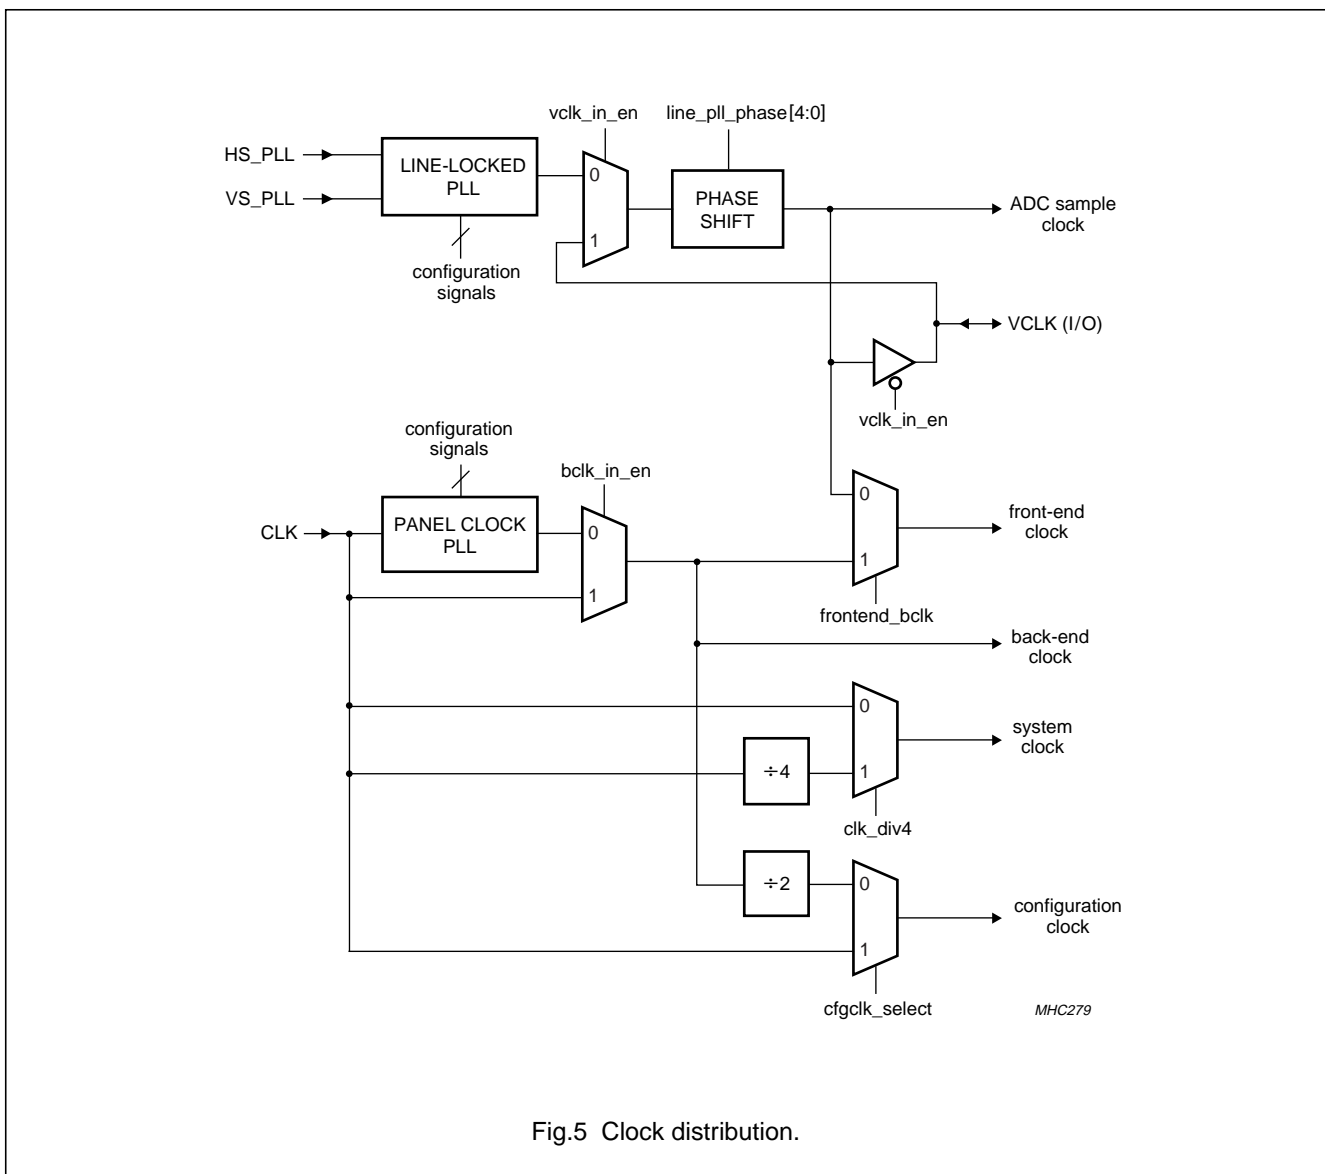 vclk_in_en
line_pll_phase[4:0]
HS_PLL
VS_PLL
LINE-LOCKED
PLL
0
1
PHASE
SHIFT
ADC sample
clock
configuration
signals
VCLK (I/O)
vclk_in_en
configuration
signals
bclk_in_en
CLK
PANEL CLOCK
PLL
0
1
0
1
front-end
clock
frontend_bclk
back-end
clock
0
1
÷4
system
clock
clk_div4
÷2
0
1
configuration
clock
cfgclk_select
MHC279
Fig.5 Clock distribution.